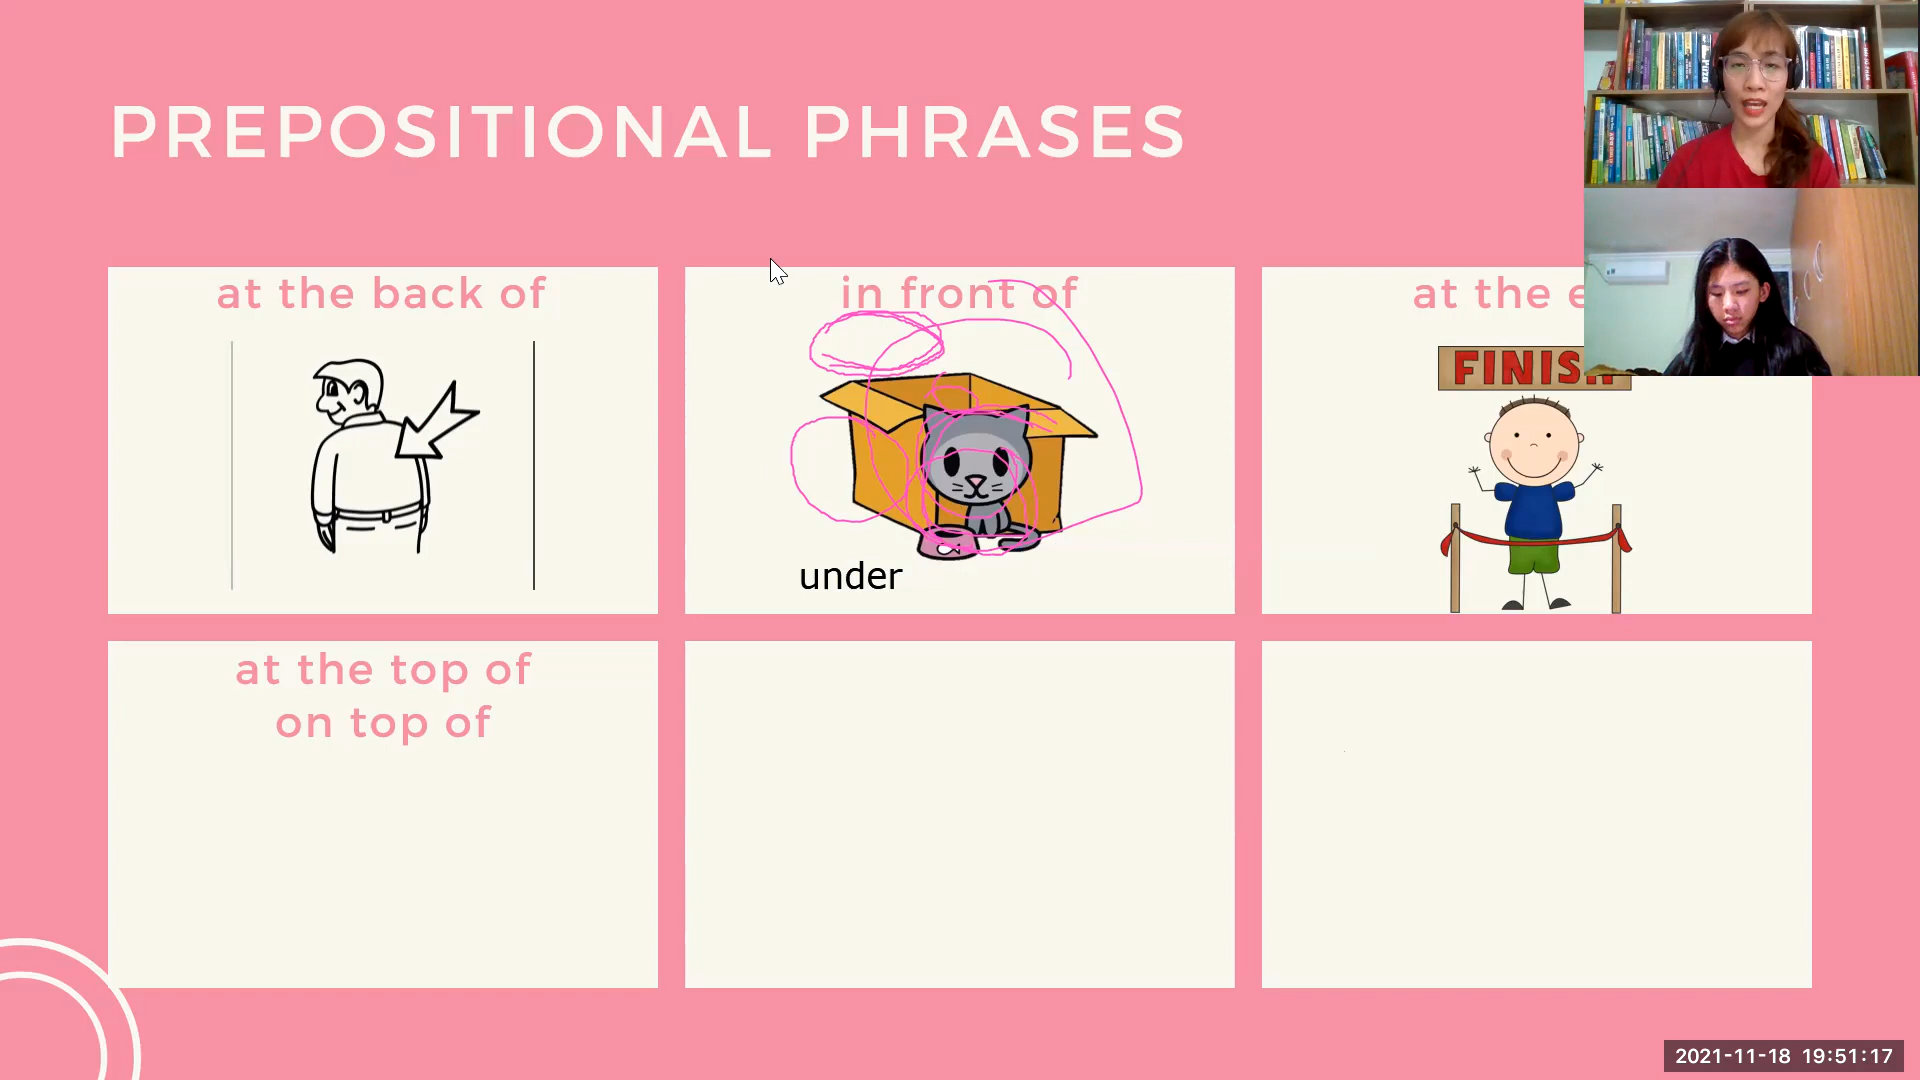 PREPOSITIONAL PHRASES
at the back of
in front of
at the
FINISH
under
at the top of
on top of
2021-11-18 19:51:17